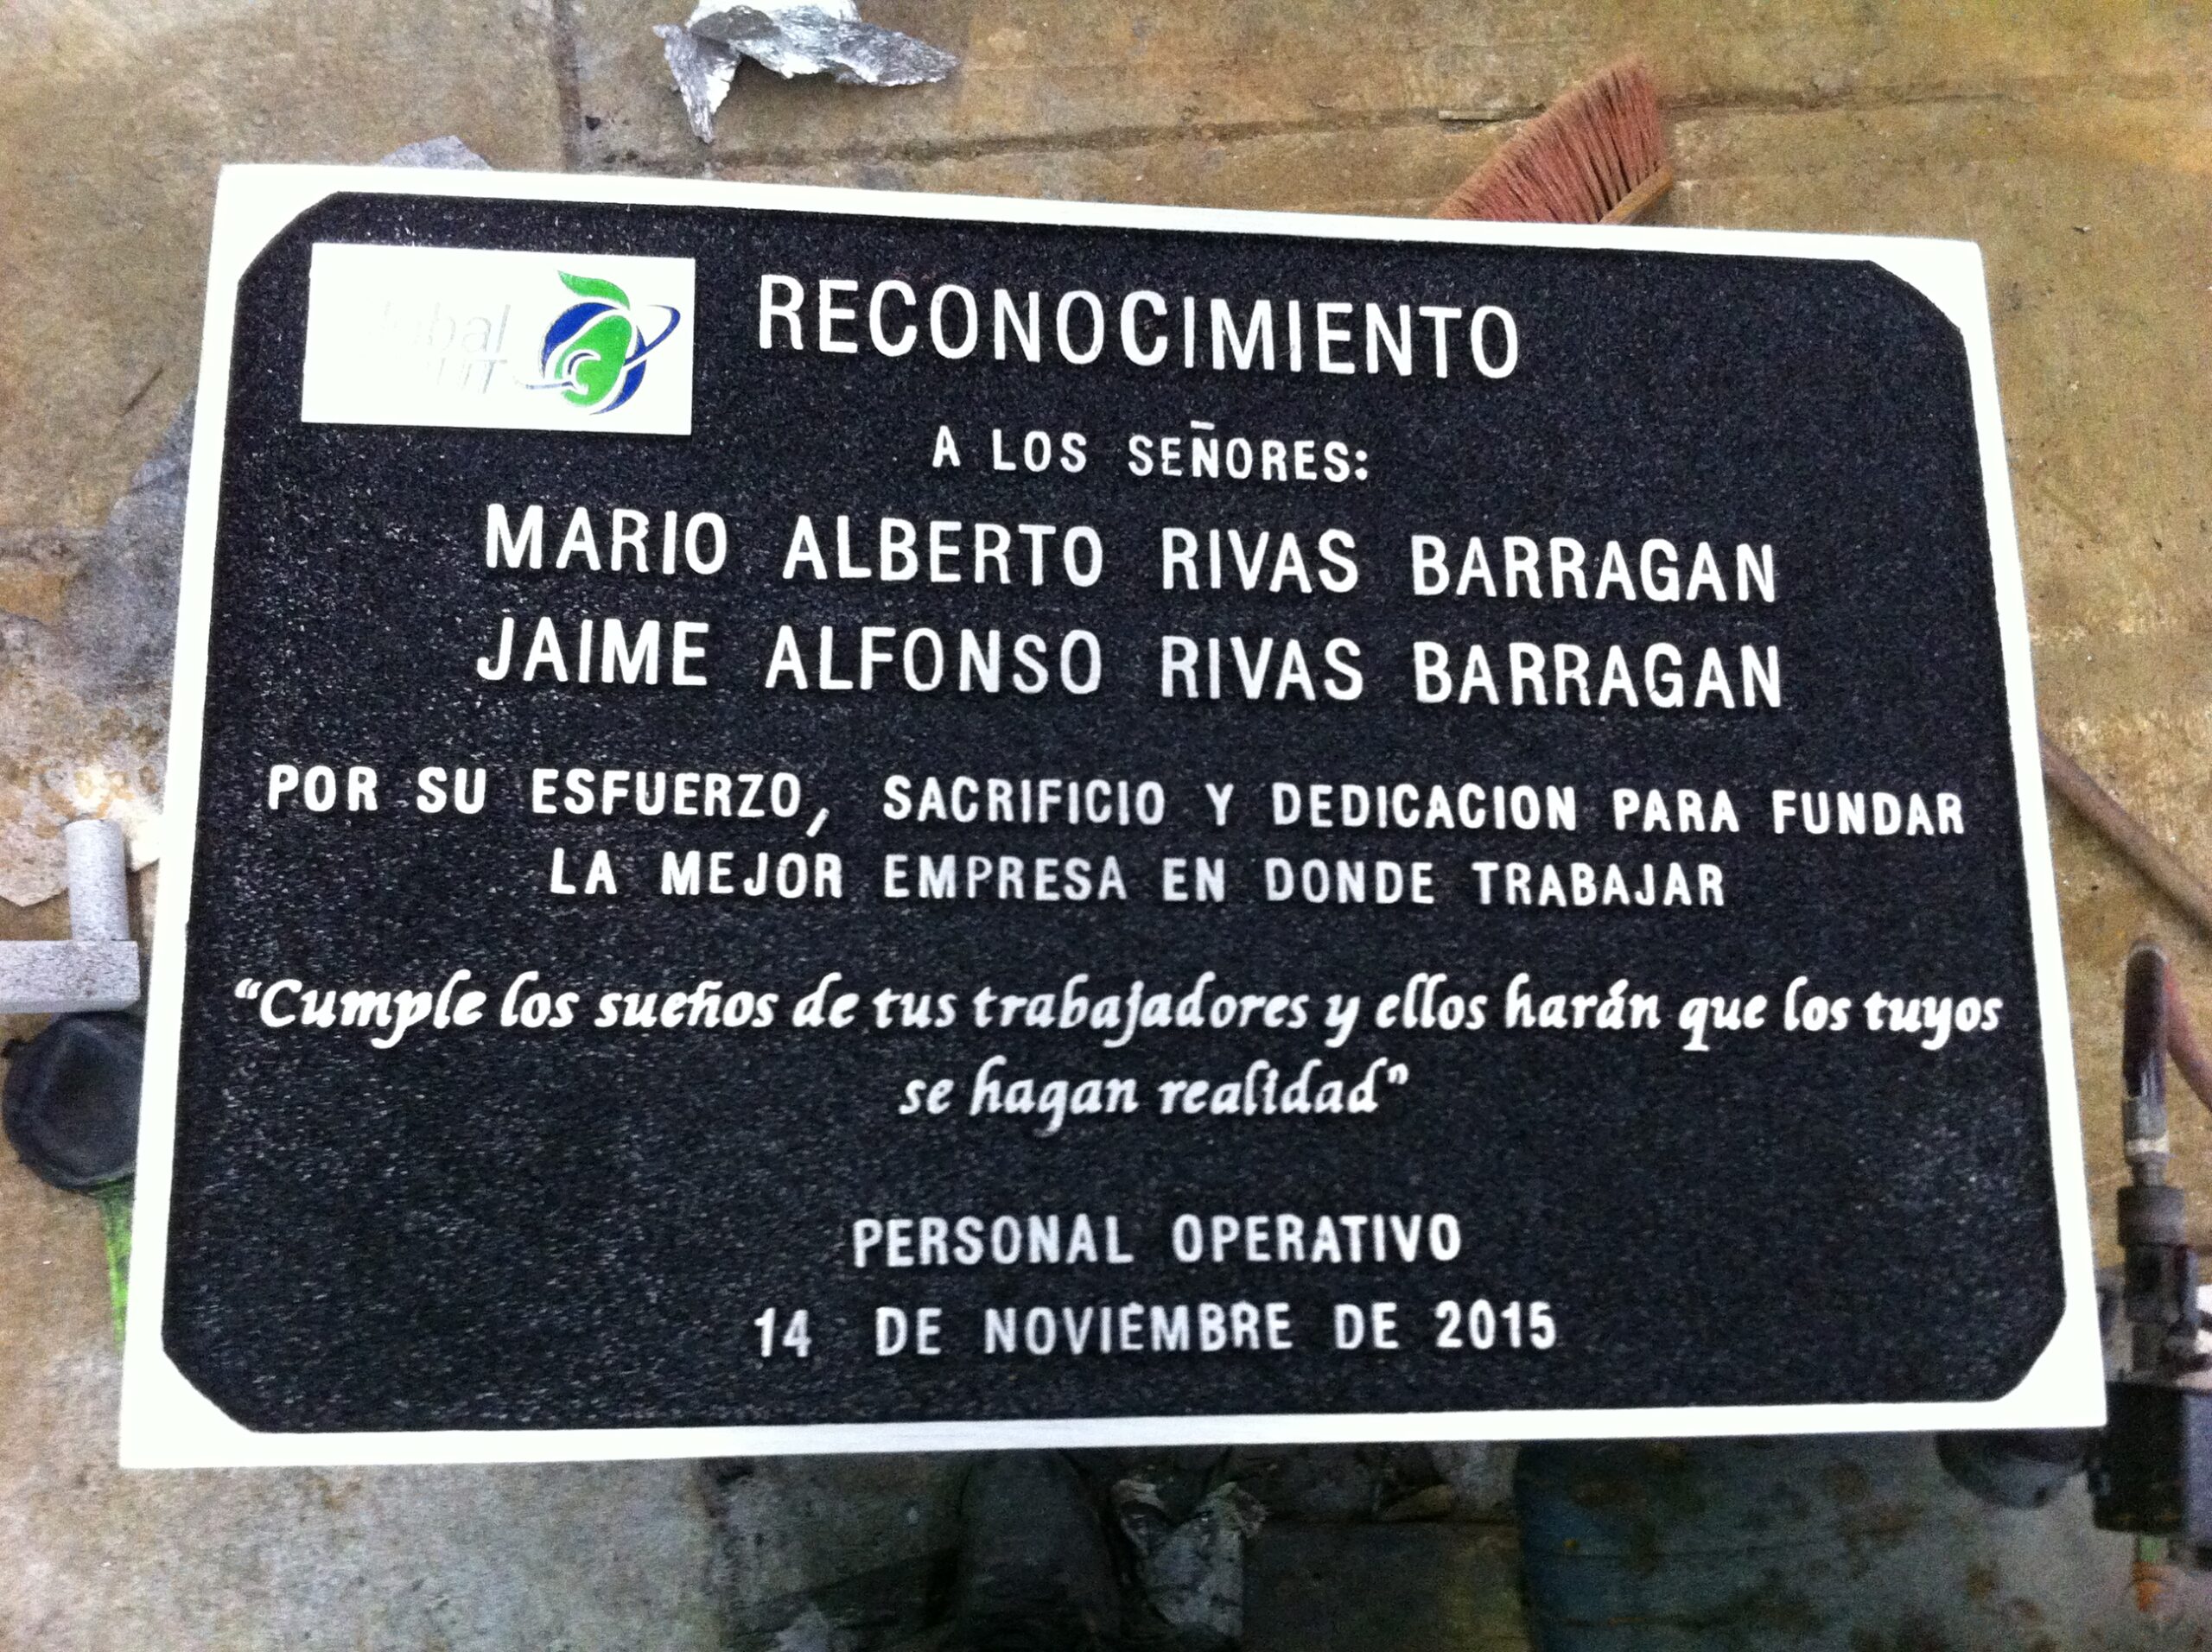 RECONOCIMIENTO
A LOS SEÑORES:
MARIO ALBERTO RIVAS BARRAGAN
JAIME ALFONSO RIVAS BARRAGAN
POR SU ESFUERZO, SACRIFICIO Y DEDICACION PARA FUNDAR
LA MEJOR EMPRESA EN DONDE TRABAJAR
“Cumple los sueños de tus trabajadores y ellos harán que los tuyos
se hagan realidad”
PERSONAL OPERATIVO
14 DE NOVIEMBRE DE 2015